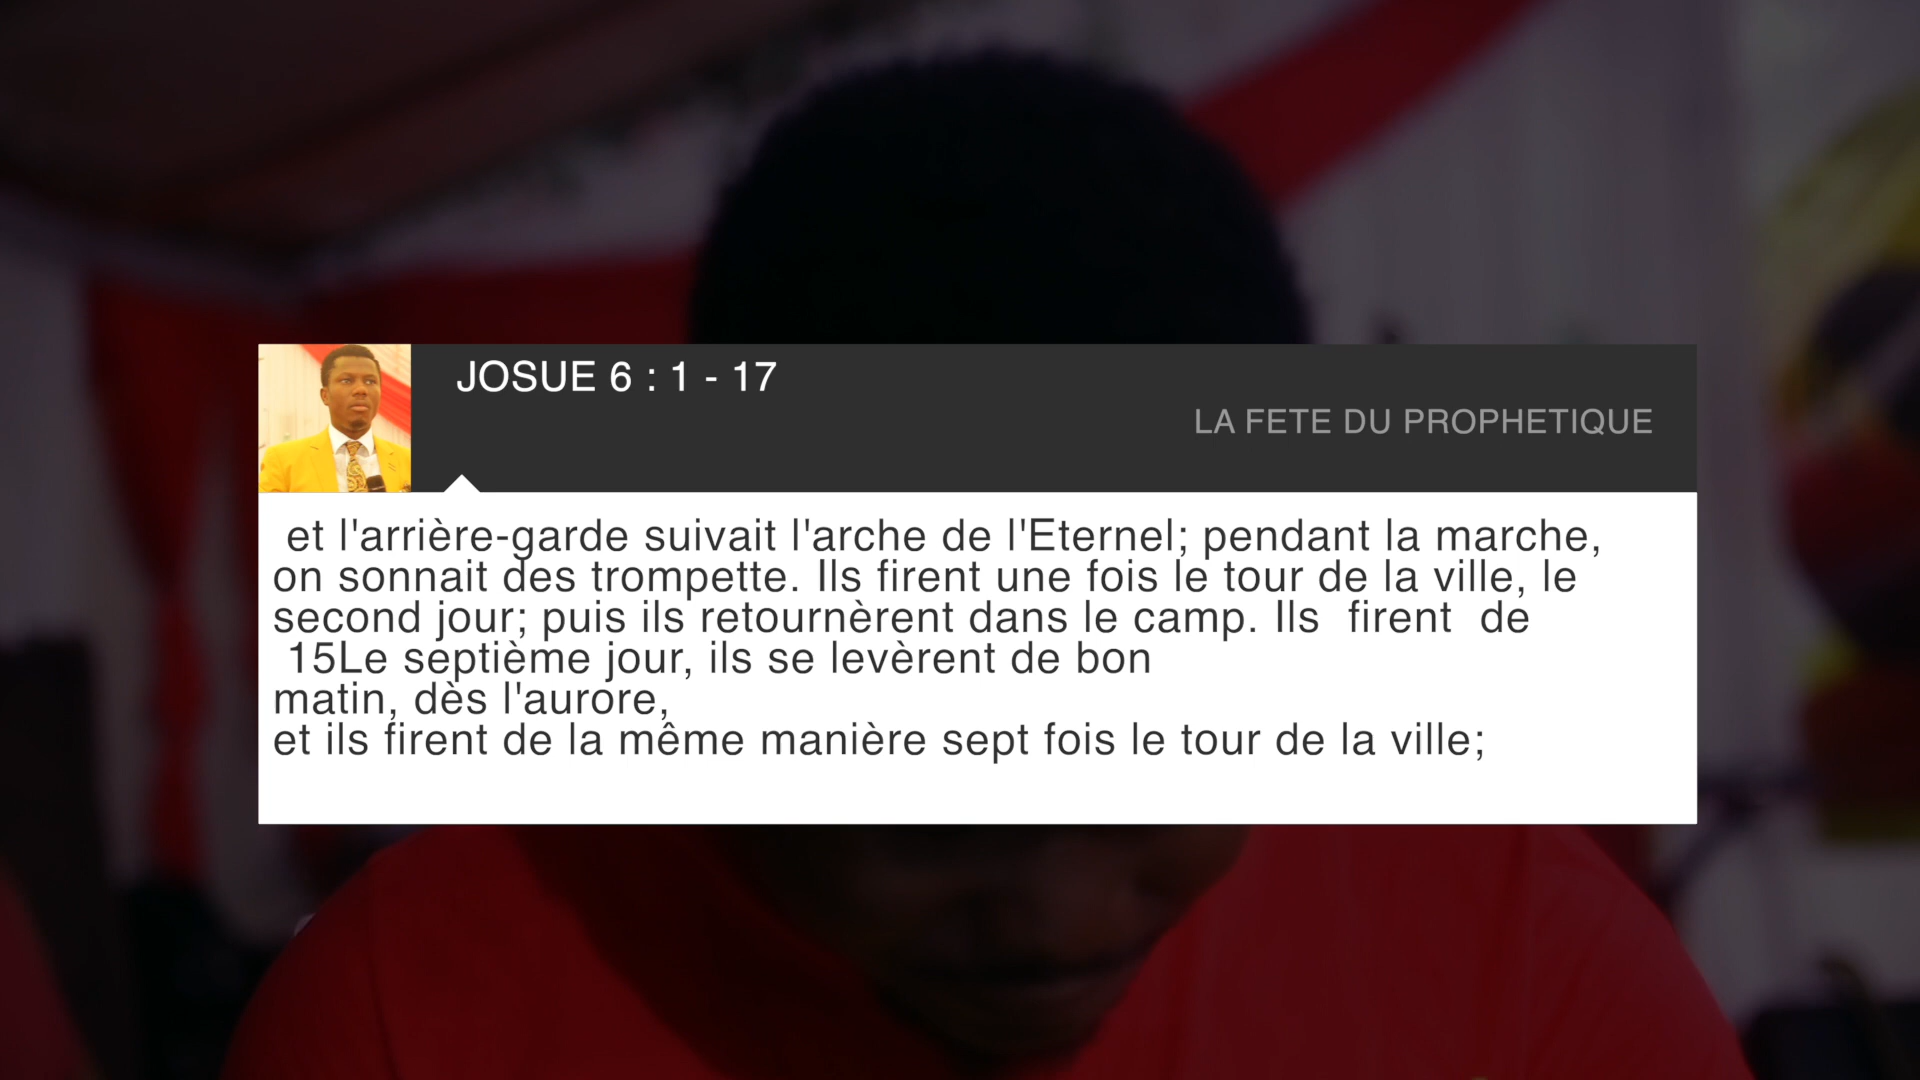 JOSUE 6 : 1 - 17
LA FETE DU PROPHETIQUE
et l'arrière-garde suivait l'arche de l'Eternel; pendant la marche,
on sonnait des trompette. Ils firent une fois le tour de la ville, le
second jour; puis ils retournèrent dans le camp. Ils firent de
15Le septième jour, ils se levèrent de bon
matin, dès l'aurore,
et ils firent de la même manière sept fois le tour de la ville;